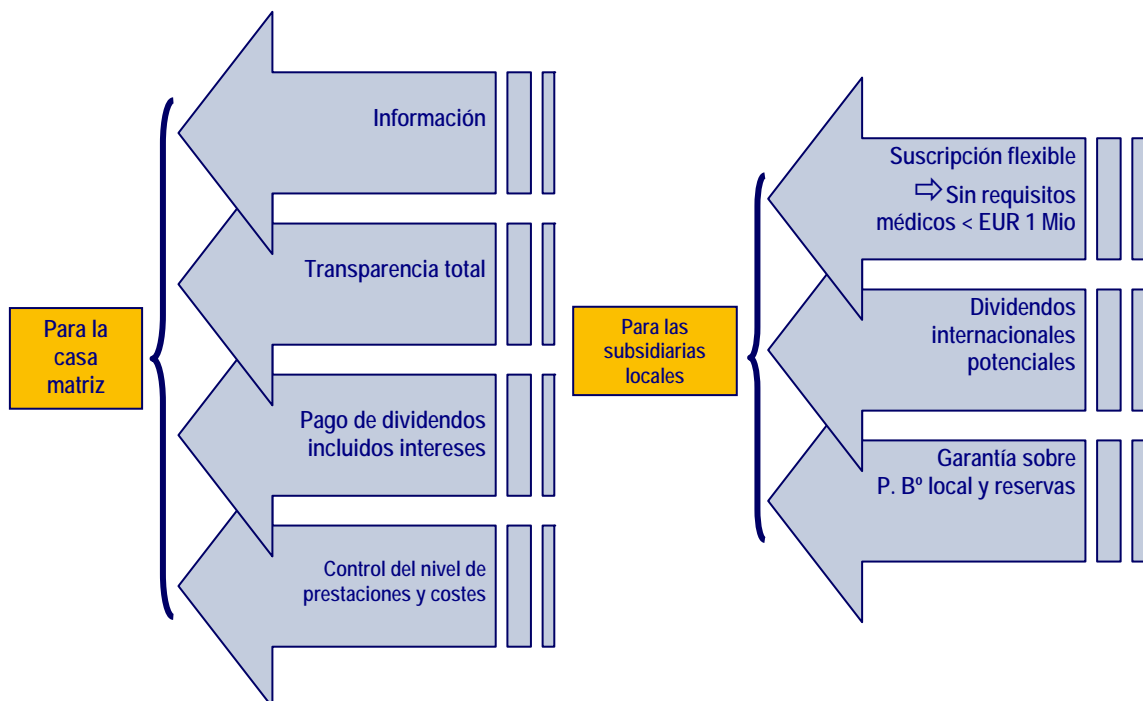 Para la
casa
matriz
Información
Transparencia total
Pago de dividendos
incluidos intereses
Control del nivel de
prestaciones y costes
Para las
subsidiarias
locales
Suscripción flexible
⇨ Sin requisitos
médicos < EUR 1 Mio
Dividendos
internacionales
potenciales
Garantía sobre
P. Bº local y reservas